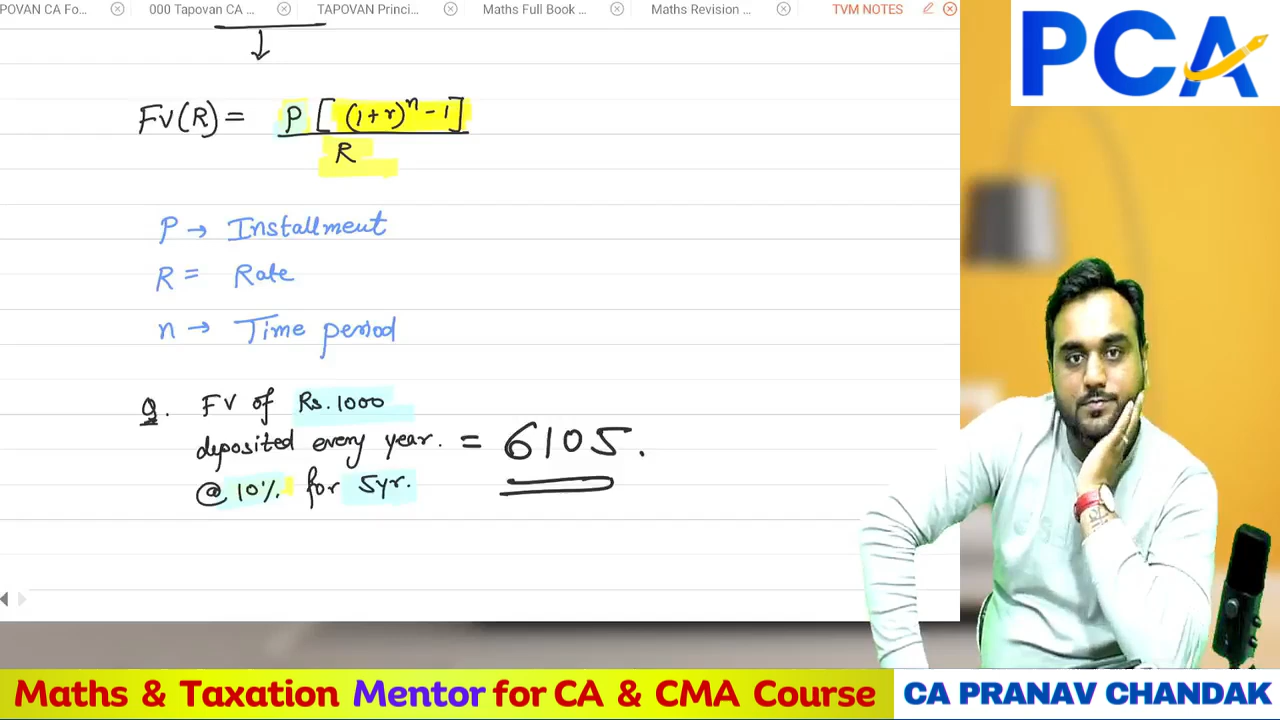 POVAN CA Fo...
000 Tapovan CA ...
TAPOVAN Princi...
Maths Full Book ...
Maths Revision ...
TVM NOTES
PCA
FV(R) = P[(1+r)^n - 1]
R
P → Installment
R = Rate
n → Time period
Q. FV of Rs. 1000
deposited every year. = 6105.
@ 10% for 5yr.
Maths & Taxation Mentor for CA & CMA Course
CA PRANAV CHANDAK